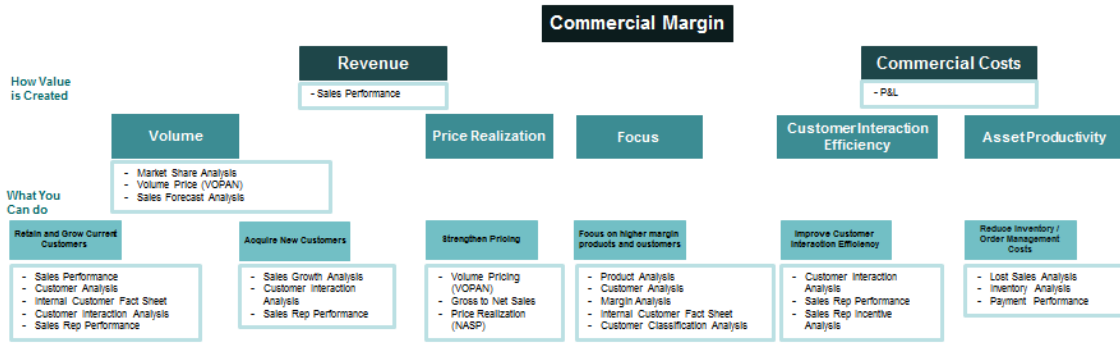 Commercial Margin
How Value
is Created
Revenue
- Sales Performance
Commercial Costs
- P&L
Volume
- Market Share Analysis
- Volume Price (VOPAN)
- Sales Forecast Analysis
Price Realization
Focus
Customer Interaction
Efficiency
Asset Productivity
What You
Can do
Retain and Grow Current
Customers
- Sales Performance
- Customer Analysis
- Internal Customer Fact Sheet
- Customer Interaction Analysis
- Sales Rep Performance
Acquire New Customers
- Sales Growth Analysis
- Customer Interaction
Analysis
- Sales Rep Performance
Strengthen Pricing
- Volume Pricing
(VOPAN)
- Gross to Net Sales
- Price Realization
(NASP)
Focus on higher margin
products and customers
- Product Analysis
- Customer Analysis
- Margin Analysis
- Internal Customer Fact Sheet
- Customer Classification Analysis
Improve Customer
Interaction Efficiency
- Customer Interaction
Analysis
- Sales Rep Performance
- Sales Rep Incentive
Analysis
Reduce Inventory /
Order Management
Costs
- Lost Sales Analysis
- Inventory Analysis
- Payment Performance